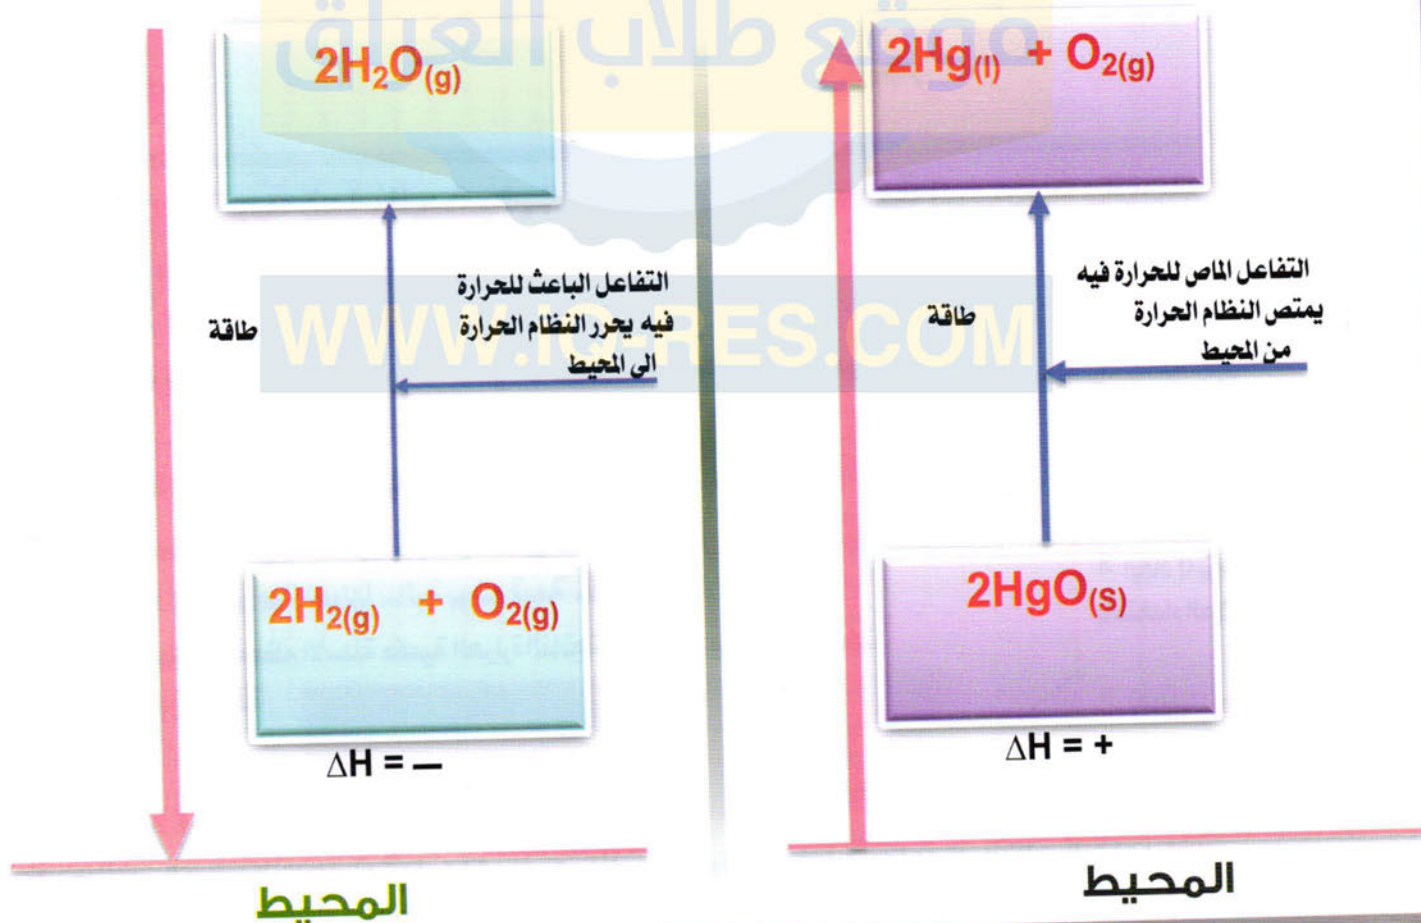 موقع طلاب العراق
2Hg(l) + O2(g)
التفاعل الماص للحرارة فيه
يمتص النظام الحرارة
من المحيط
طاقة
2HgO(S)
ΔH = +
المحيط
2H2O(g)
التفاعل الباعث للحرارة
فيه يحرر النظام الحرارة
الى المحيط
طاقة
2H2(g) + O2(g)
ΔH = —
المحيط
WWW.IQ-RES.COM